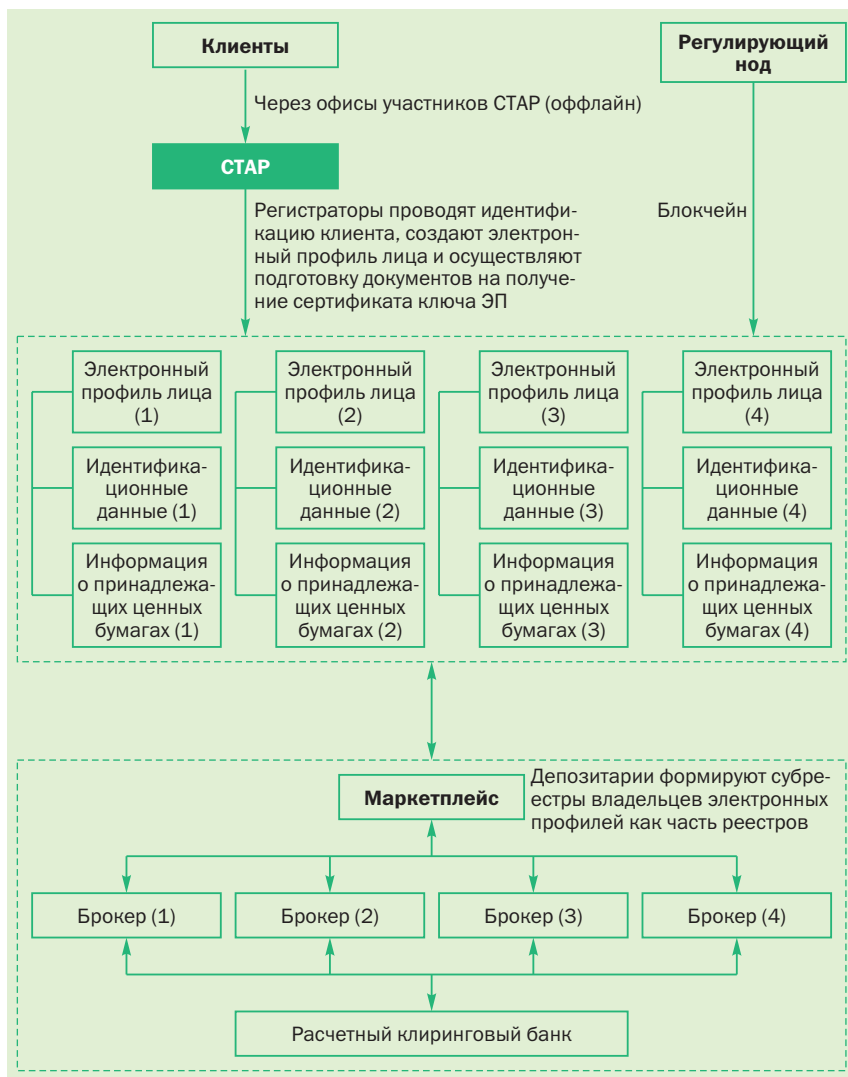 Клиенты
Регулирующий
нод
Через офисы участников СТАР (оффлайн)
СТАР
Регистраторы проводят идентифи-
кацию клиента, создают электрон-
ный профиль лица и осуществляют
подготовку документов на получе-
ние сертификата ключа ЭП
Блокчейн
Электронный
профиль лица
(1)
Электронный
профиль лица
(2)
Электронный
профиль лица
(3)
Электронный
профиль лица
(4)
Идентифика-
ционные
данные (1)
Идентифика-
ционные
данные (2)
Идентифика-
ционные
данные (3)
Идентифика-
ционные
данные (4)
Информация
о принадлежа-
щих ценных
бумагах (1)
Информация
о принадлежа-
щих ценных
бумагах (2)
Информация
о принадлежа-
щих ценных
бумагах (3)
Информация
о принадлежа-
щих ценных
бумагах (4)
Маркетплейс
Депозитарии формируют субре-
естры владельцев электронных
профилей как часть реестров
Брокер (1)
Брокер (2)
Брокер (3)
Брокер (4)
Расчетный клиринговый банк